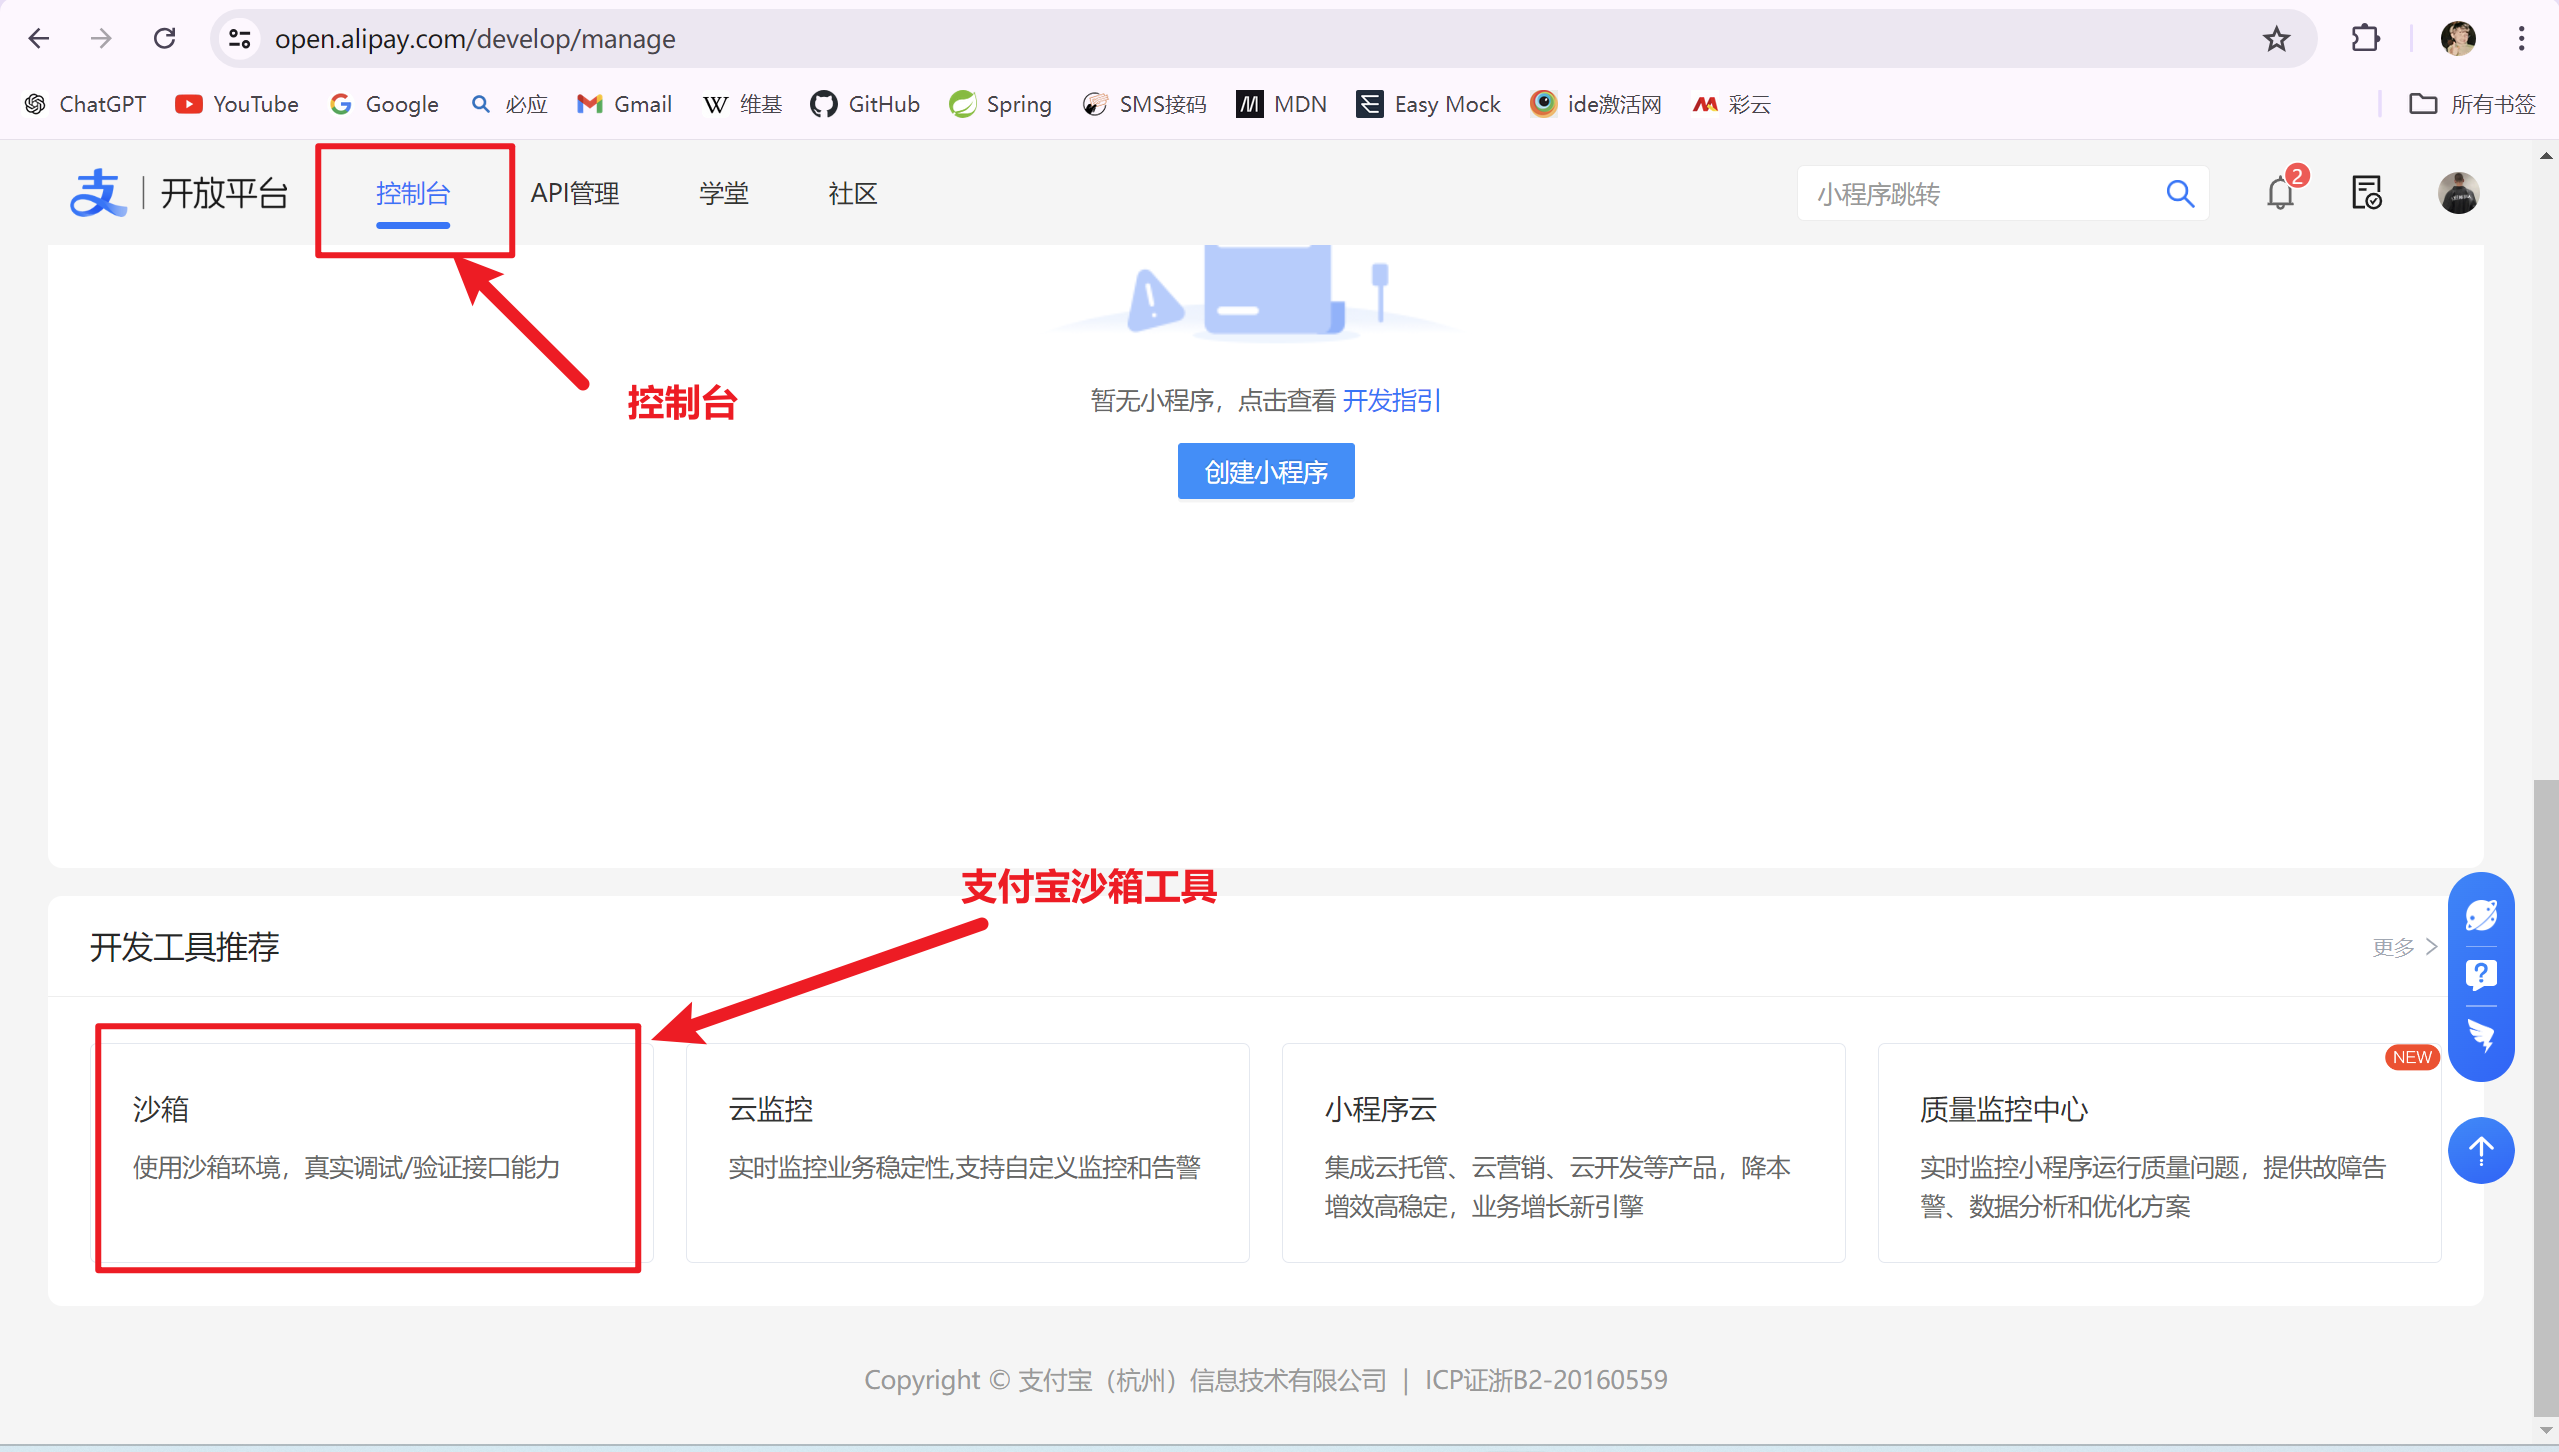 open.alipay.com/develop/manage
ChatGPT YouTube Google 必应 Gmail W 维基 GitHub Spring SMS接码 MDN Easy Mock ide激活网 彩云 所有书签
支 开放平台 控制台 API管理 学堂 社区 小程序跳转 2
控制台
暂无小程序，点击查看 开发指引
创建小程序
支付宝沙箱工具
开发工具推荐 更多
NEW
沙箱 云监控 小程序云 质量监控中心
使用沙箱环境，真实调试/验证接口能力 实时监控业务稳定性,支持自定义监控和告警 集成云托管、云营销、云开发等产品，降本 实时监控小程序运行质量问题，提供故障告
增效高稳定，业务增长新引擎 警、数据分析和优化方案
Copyright © 支付宝（杭州）信息技术有限公司 | ICP证浙B2-20160559